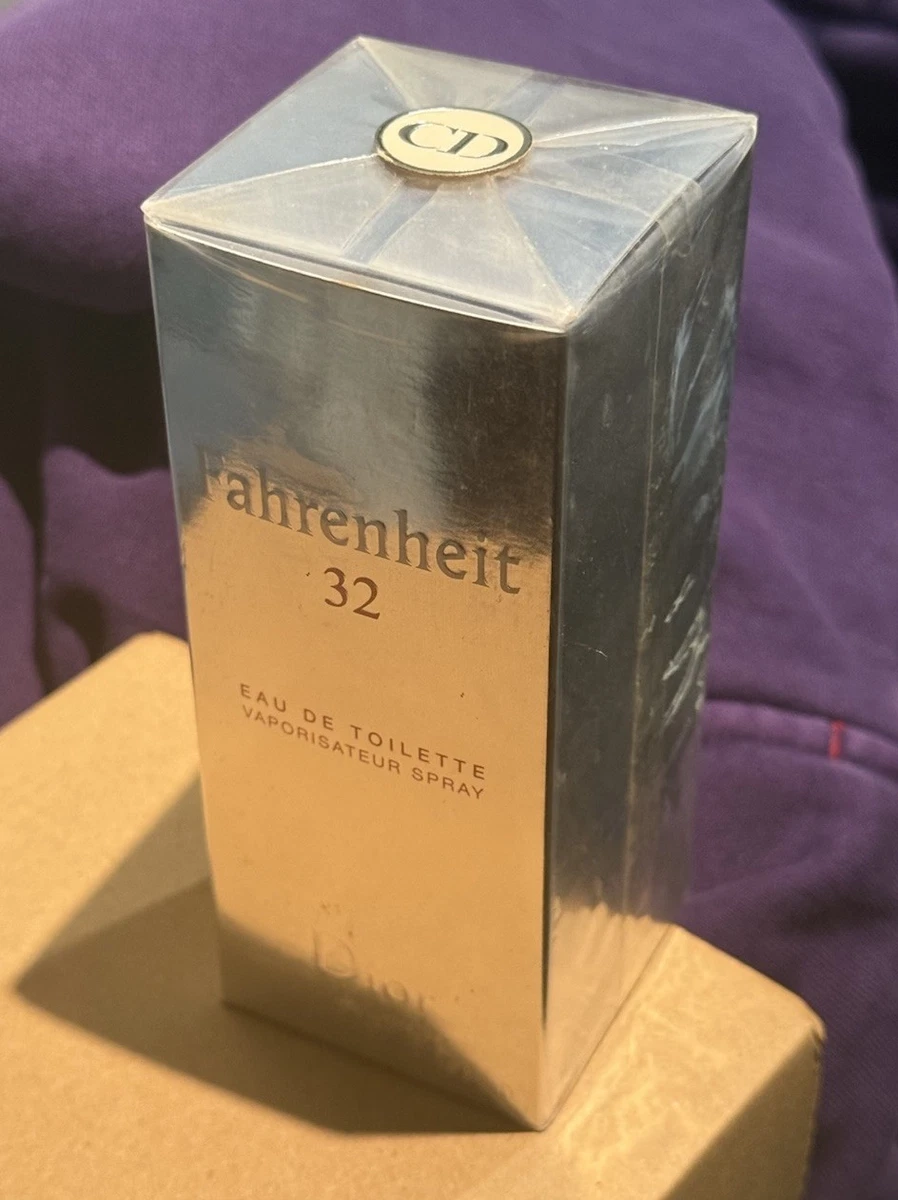 CD
Fahrenheit
32
EAU DE TOILETTE
VAPORISATEUR SPRAY
Dior